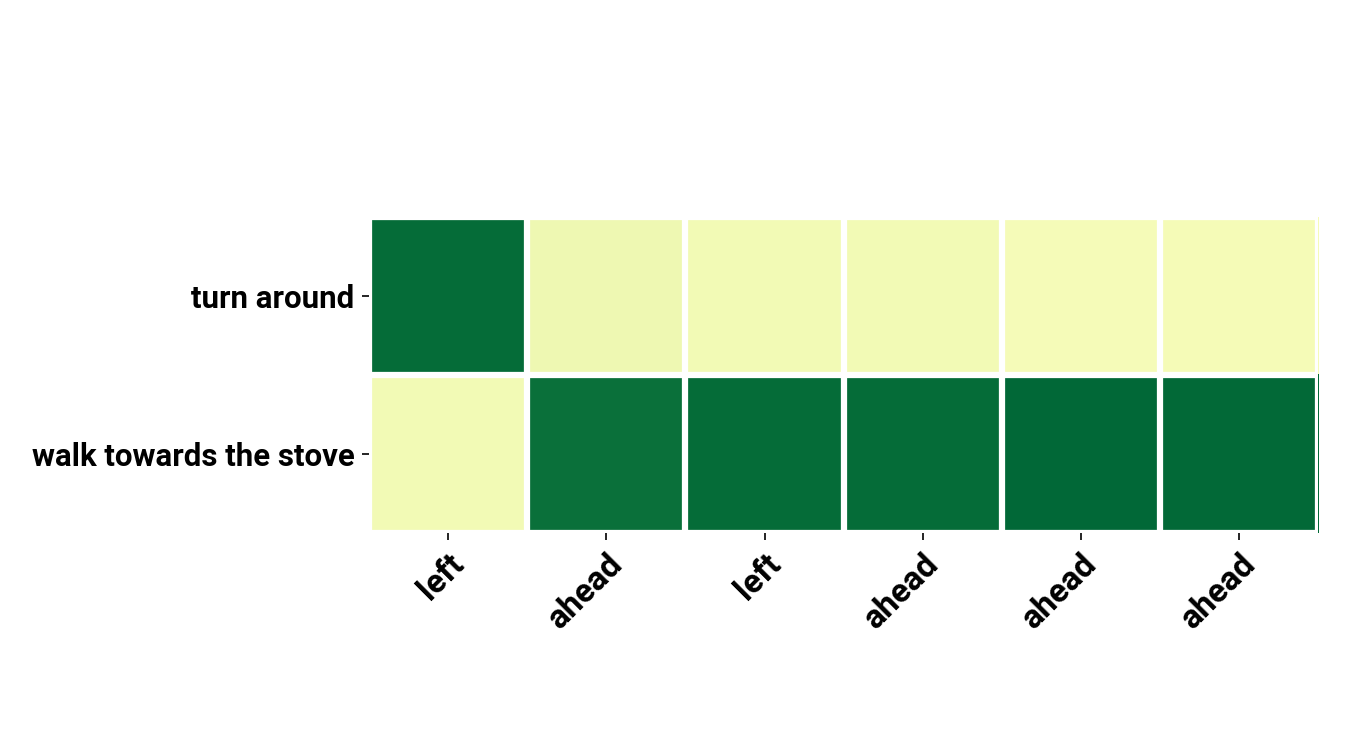 turn around
walk towards the stove
left
ahead
left
ahead
ahead
ahead